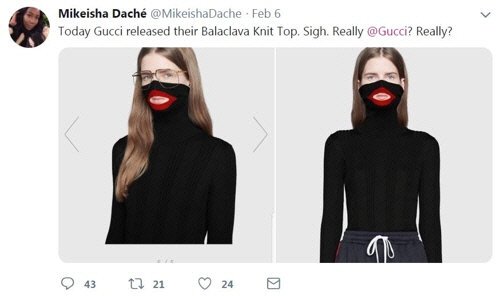 Mikeisha Daché @MikeishaDache · Feb 6
Today Gucci released their Balaclava Knit Top. Sigh. Really @Gucci? Really?
43 21 24